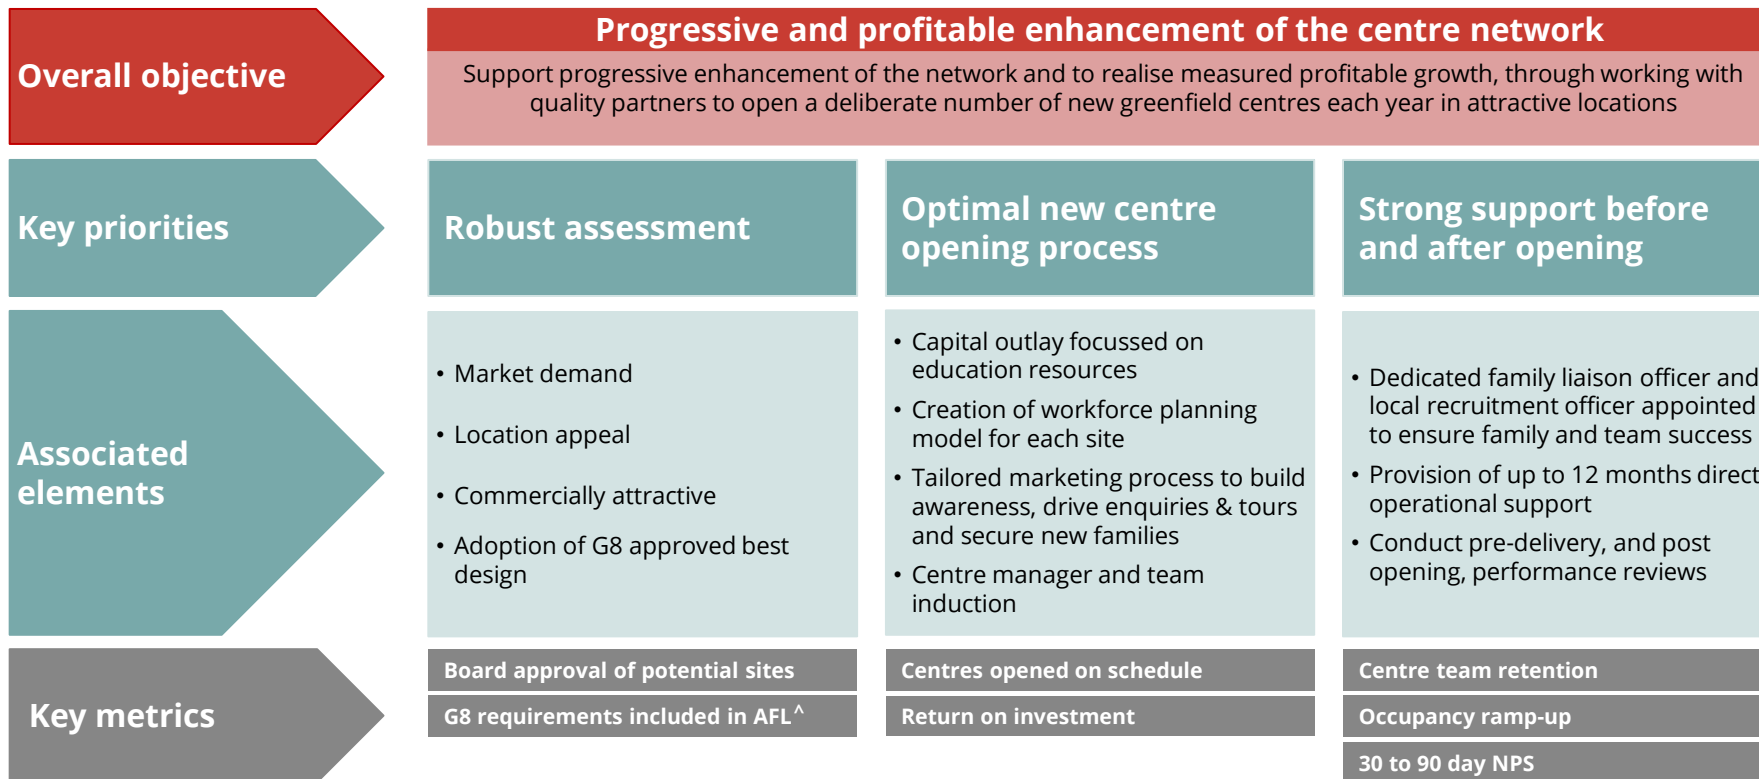 Overall objective
Progressive and profitable enhancement of the centre network
Support progressive enhancement of the network and to realise measured profitable growth, through working with
quality partners to open a deliberate number of new greenfield centres each year in attractive locations
Key priorities
Robust assessment
Optimal new centre
opening process
Strong support before
and after opening
Associated
elements
• Market demand
• Location appeal
• Commercially attractive
• Adoption of G8 approved best
design
• Capital outlay focussed on
education resources
• Creation of workforce planning
model for each site
• Tailored marketing process to build
awareness, drive enquiries & tours
and secure new families
• Centre manager and team
induction
• Dedicated family liaison officer and
local recruitment officer appointed
to ensure family and team success
• Provision of up to 12 months direct
operational support
• Conduct pre-delivery, and post
opening, performance reviews
Key metrics
Board approval of potential sites
G8 requirements included in AFL^
Centres opened on schedule
Return on investment
Centre team retention
Occupancy ramp-up
30 to 90 day NPS